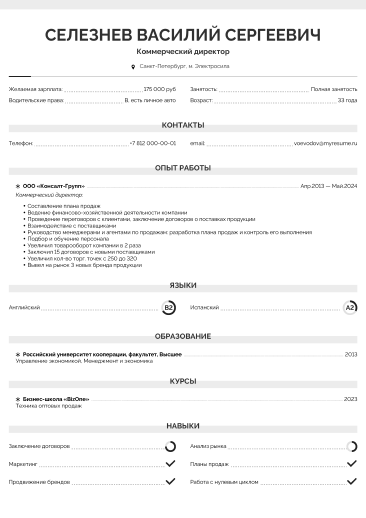 СЕЛЕЗНЕВ ВАСИЛИЙ СЕРГЕЕВИЧ
Коммерческий директор
Санкт-Петербург, м. Электросила
Желаемая зарплата: 175 000 руб
Занятость: Полная занятость
Водительские права: B, есть личное авто
Возраст: 33 года
КОНТАКТЫ
Телефон: +7 812 000-00-01
email: voevodov@myresume.ru
ОПЫТ РАБОТЫ
ООО «Консалт-Групп» Апр.2013 — Май.2024
Коммерческий директор:
• Составление плана продаж
• Ведение финансово-хозяйственной деятельности компании
• Проведение переговоров с клиентами, заключение договоров о поставках продукции
• Взаимодействие с поставщиками
• Руководство менеджерами и агентами по продажам: разработка плана продаж и контроль его выполнения
• Подбор и обучение персонала
• Увеличил товарооборот компании в 2 раза
• Заключил 15 договоров с новыми поставщиками
• Увеличил кол-во торг. точек с 250 до 320
• Вывел на рынок 3 новых бренда продукции
ЯЗЫКИ
Английский B2
Испанский A2
ОБРАЗОВАНИЕ
Российский университет кооперации, факультет, Высшее 2013
Управление экономикой, Менеджмент и экономика
КУРСЫ
Бизнес-школа «BizOne» 2023
Техника оптовых продаж
НАВЫКИ
Заключение договоров
Анализ рынка
Маркетинг
Планы продаж
Продвижение брендов
Работа с нулевым циклом